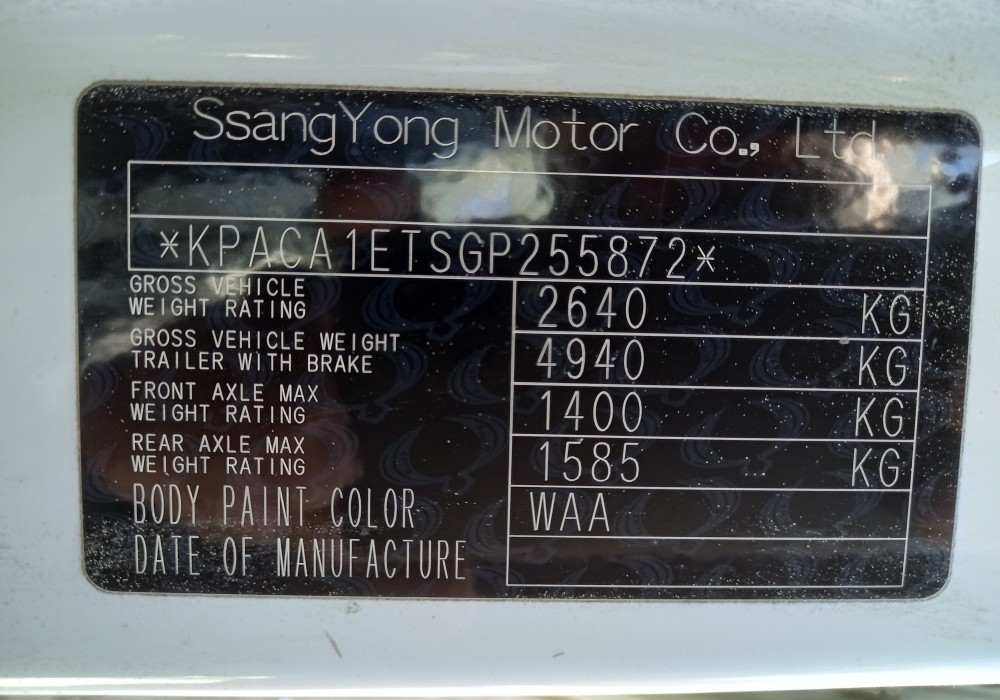 SsangYong Motor Co., Ltd
*KPACA1ETSGP255872*
GROSS VEHICLE
WEIGHT RATING 2640 KG
GROSS VEHICLE WEIGHT
TRAILER WITH BRAKE 4940 KG
FRONT AXLE MAX
WEIGHT RATING 1400 KG
REAR AXLE MAX
WEIGHT RATING 1585 KG
BODY PAINT COLOR WAA
DATE OF MANUFACTURE